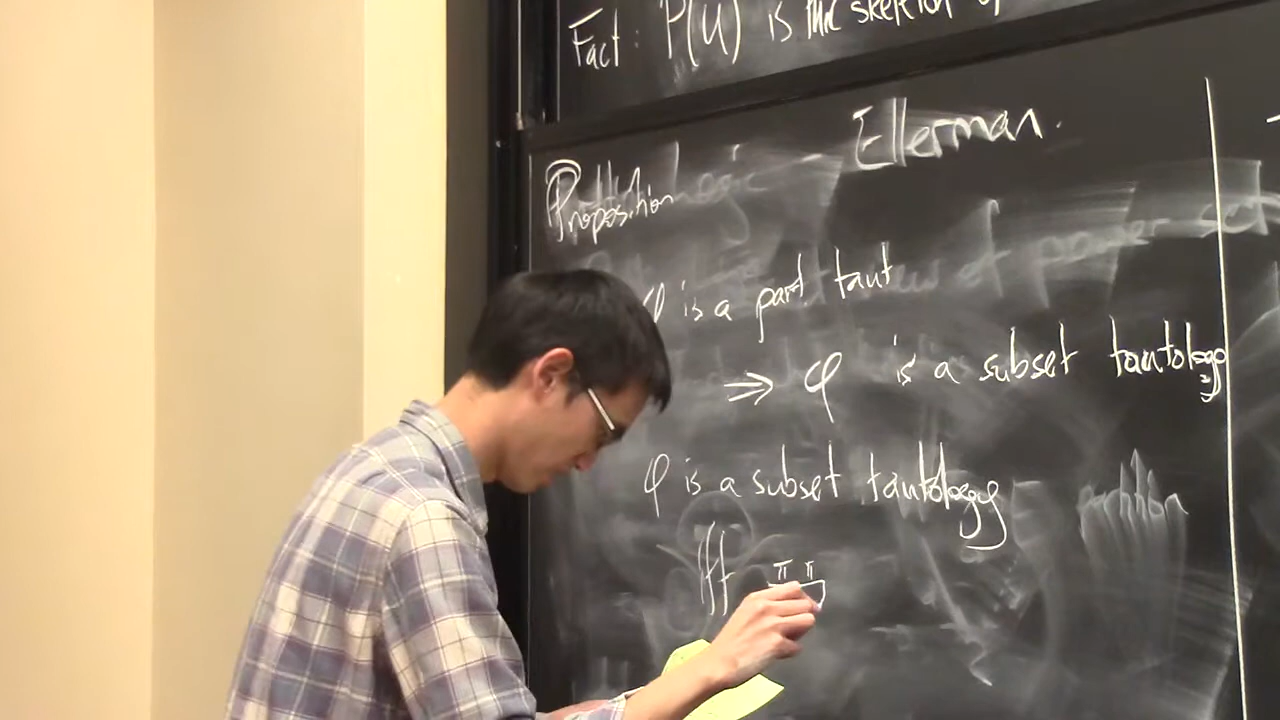 Fact: P(U) is the skeleton of
Ellerman.
Proposition
φ is a part taut
⇒ φ is a subset tautology
φ is a subset tautology
iff π π